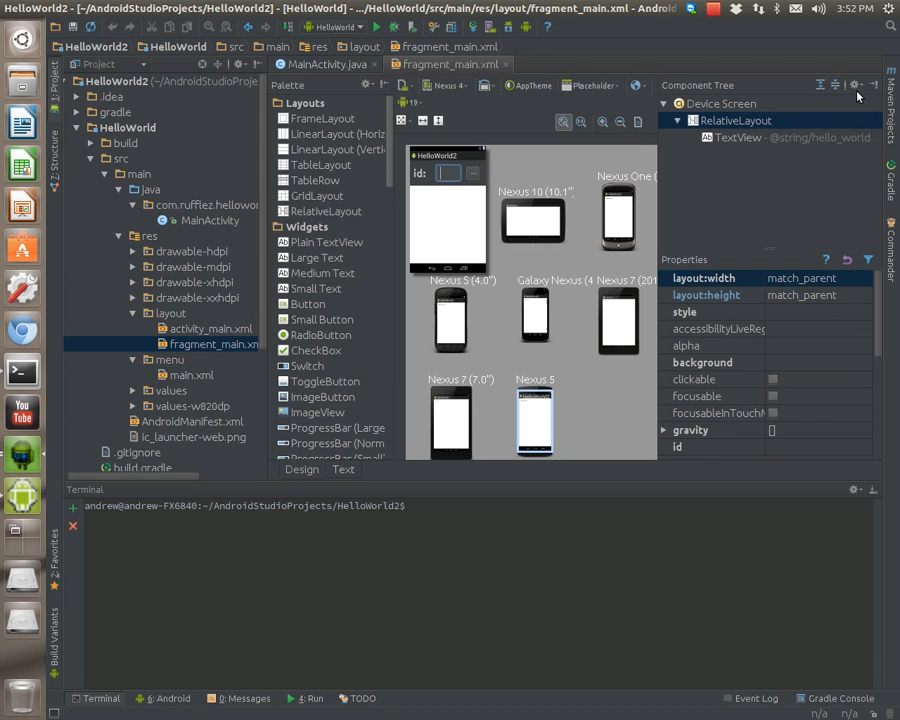 HelloWorld2 - [~/AndroidStudioProjects/HelloWorld2] - [HelloWorld] - .../HelloWorld/src/main/res/layout/fragment_main.xml - Androi
3:52 PM
HelloWorld
HelloWorld2
HelloWorld
src
main
res
layout
fragment_main.xml
Project
MainActivity.java
fragment_main.xml
HelloWorld2 (~/AndroidStudioProje
.idea
gradle
HelloWorld
build
src
main
java
com.rufflez.hellowor
MainActivity
res
drawable-hdpi
drawable-mdpi
drawable-xhdpi
drawable-xxhdpi
layout
activity_main.xml
fragment_main.xm
menu
main.xml
values
values-w820dp
AndroidManifest.xml
ic_launcher-web.png
.gitignore
build.gradle
1: Project
7: Structure
2: Favorites
Build Variants
Palette
Layouts
FrameLayout
LinearLayout (Horiz
LinearLayout (Verti
TableLayout
TableRow
GridLayout
RelativeLayout
Widgets
Plain TextView
Large Text
Medium Text
Small Text
Button
Small Button
RadioButton
CheckBox
Switch
ToggleButton
ImageButton
ImageView
ProgressBar (Large
ProgressBar (Norm
ProgressBar (Small
Design
Text
Nexus 4
AppTheme
Placeholder
19
HelloWorld2
id:
Nexus 10 (10.1"
Nexus One (
Nexus S (4.0")
Galaxy Nexus (4
Nexus 7 (201
Nexus 7 (7.0")
Nexus 5
Component Tree
Device Screen
RelativeLayout
TextView - @string/hello_world
Properties
layout:width match_parent
layout:height match_parent
style
accessibilityLiveReg
alpha
background
clickable
focusable
focusableInTouchM
gravity []
id
Maven Projects
Gradle
Commander
Terminal
andrew@andrew-FX6840:~/AndroidStudioProjects/HelloWorld2$
You
Tube
Terminal
6: Android
0: Messages
4: Run
TODO
Event Log
Gradle Console
n/a n/a